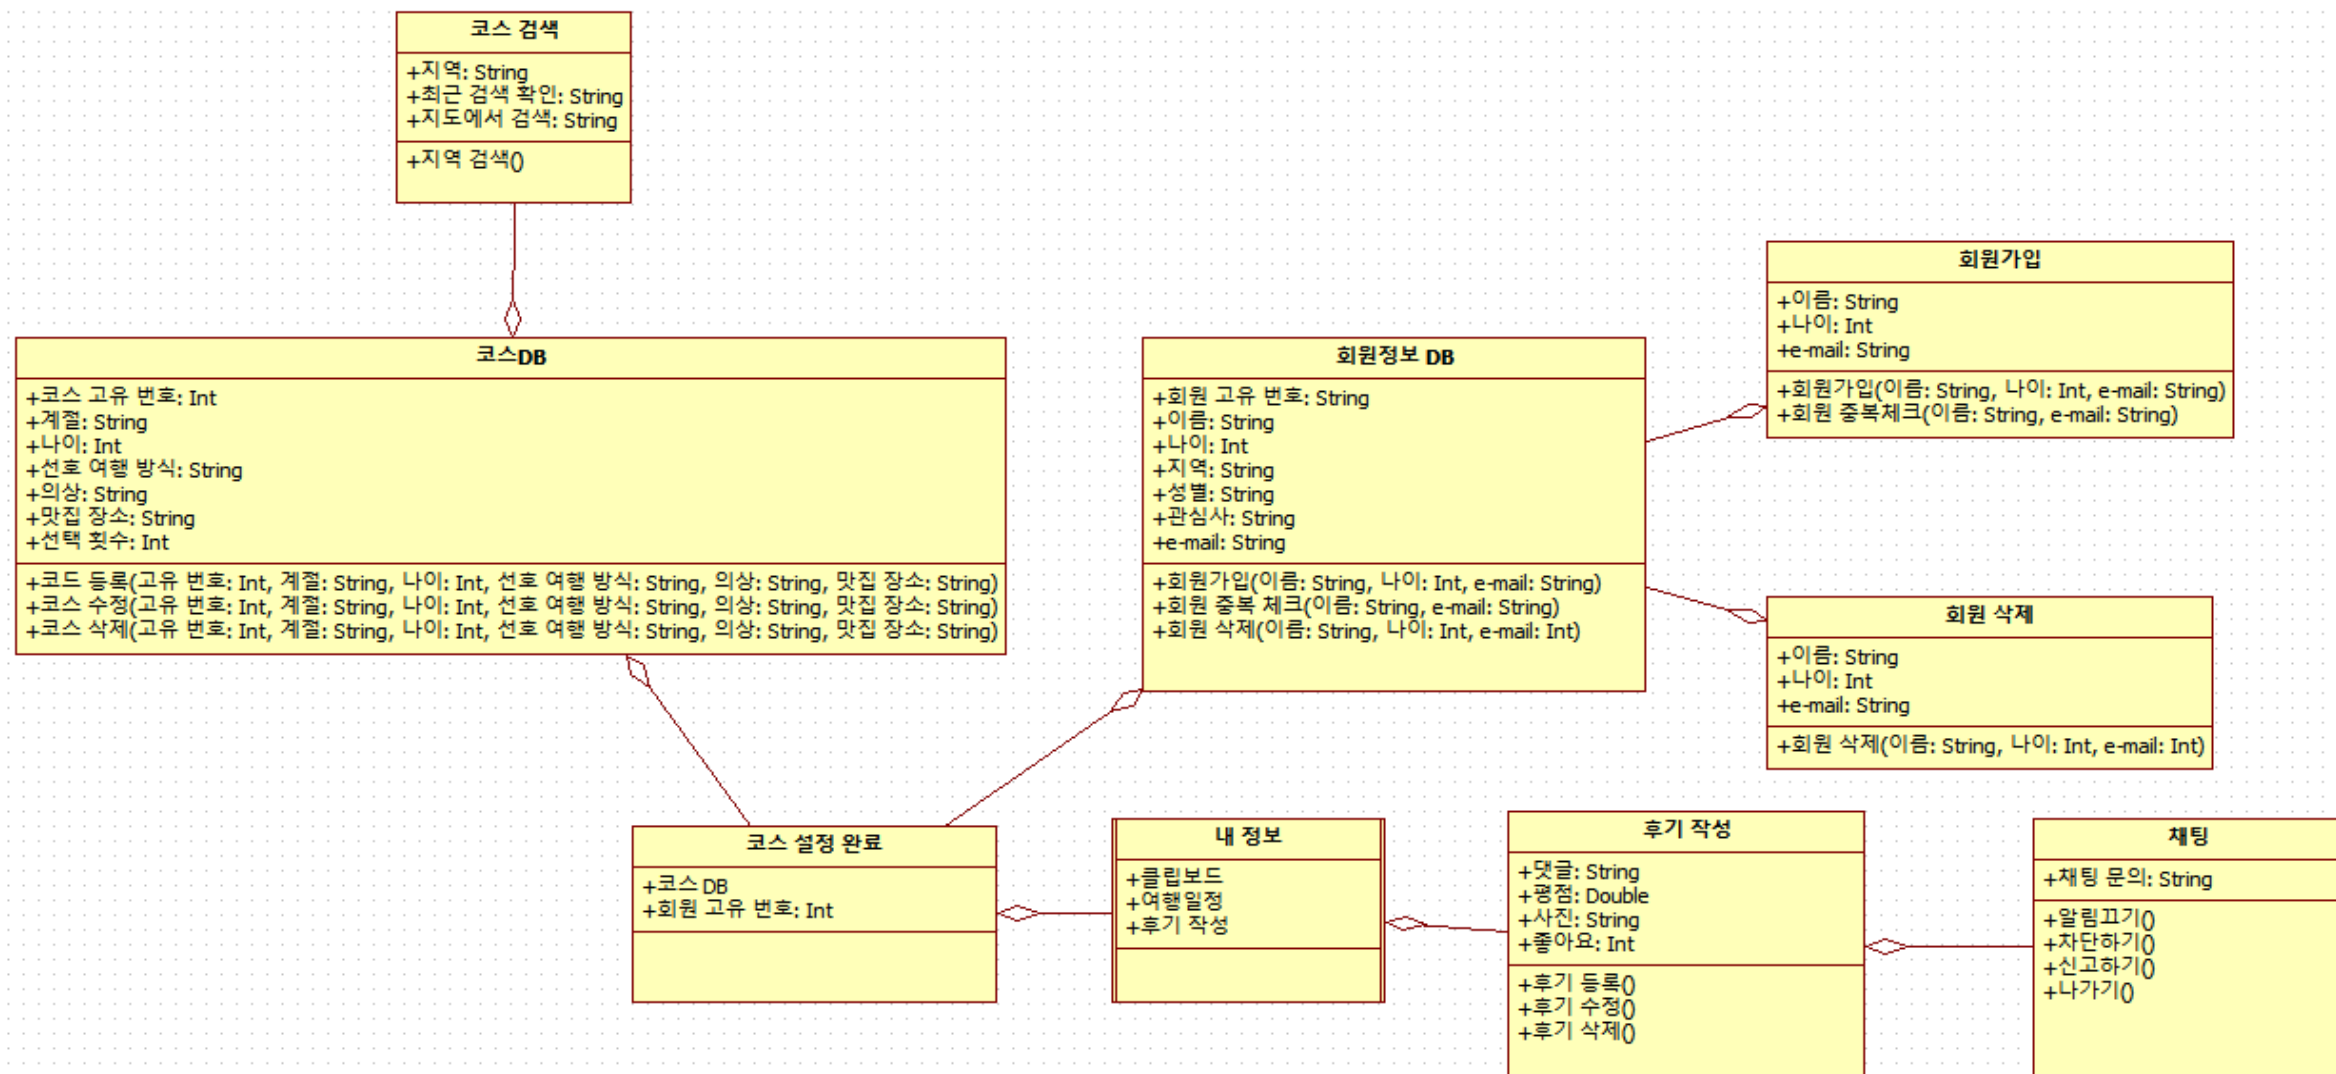 코스 검색
+지역: String
+최근 검색 확인: String
+지도에서 검색: String
+지역 검색()
코스DB
+코스 고유 번호: Int
+계절: String
+나이: Int
+선호 여행 방식: String
+의상: String
+맛집 장소: String
+선택 횟수: Int
+코드 등록(고유 번호: Int, 계절: String, 나이: Int, 선호 여행 방식: String, 의상: String, 맛집 장소: String)
+코스 수정(고유 번호: Int, 계절: String, 나이: Int, 선호 여행 방식: String, 의상: String, 맛집 장소: String)
+코스 삭제(고유 번호: Int, 계절: String, 나이: Int, 선호 여행 방식: String, 의상: String, 맛집 장소: String)
회원정보 DB
+회원 고유 번호: String
+이름: String
+나이: Int
+지역: String
+성별: String
+관심사: String
+e-mail: String
+회원가입(이름: String, 나이: Int, e-mail: String)
+회원 중복 체크(이름: String, e-mail: String)
+회원 삭제(이름: String, 나이: Int, e-mail: Int)
회원가입
+이름: String
+나이: Int
+e-mail: String
+회원가입(이름: String, 나이: Int, e-mail: String)
+회원 중복체크(이름: String, e-mail: String)
회원 삭제
+이름: String
+나이: Int
+e-mail: String
+회원 삭제(이름: String, 나이: Int, e-mail: Int)
코스 설정 완료
+코스 DB
+회원 고유 번호: Int
내 정보
+클립보드
+여행일정
+후기 작성
후기 작성
+댓글: String
+평점: Double
+사진: String
+좋아요: Int
+후기 등록()
+후기 수정()
+후기 삭제()
채팅
+채팅 문의: String
+알림끄기()
+차단하기()
+신고하기()
+나가기()